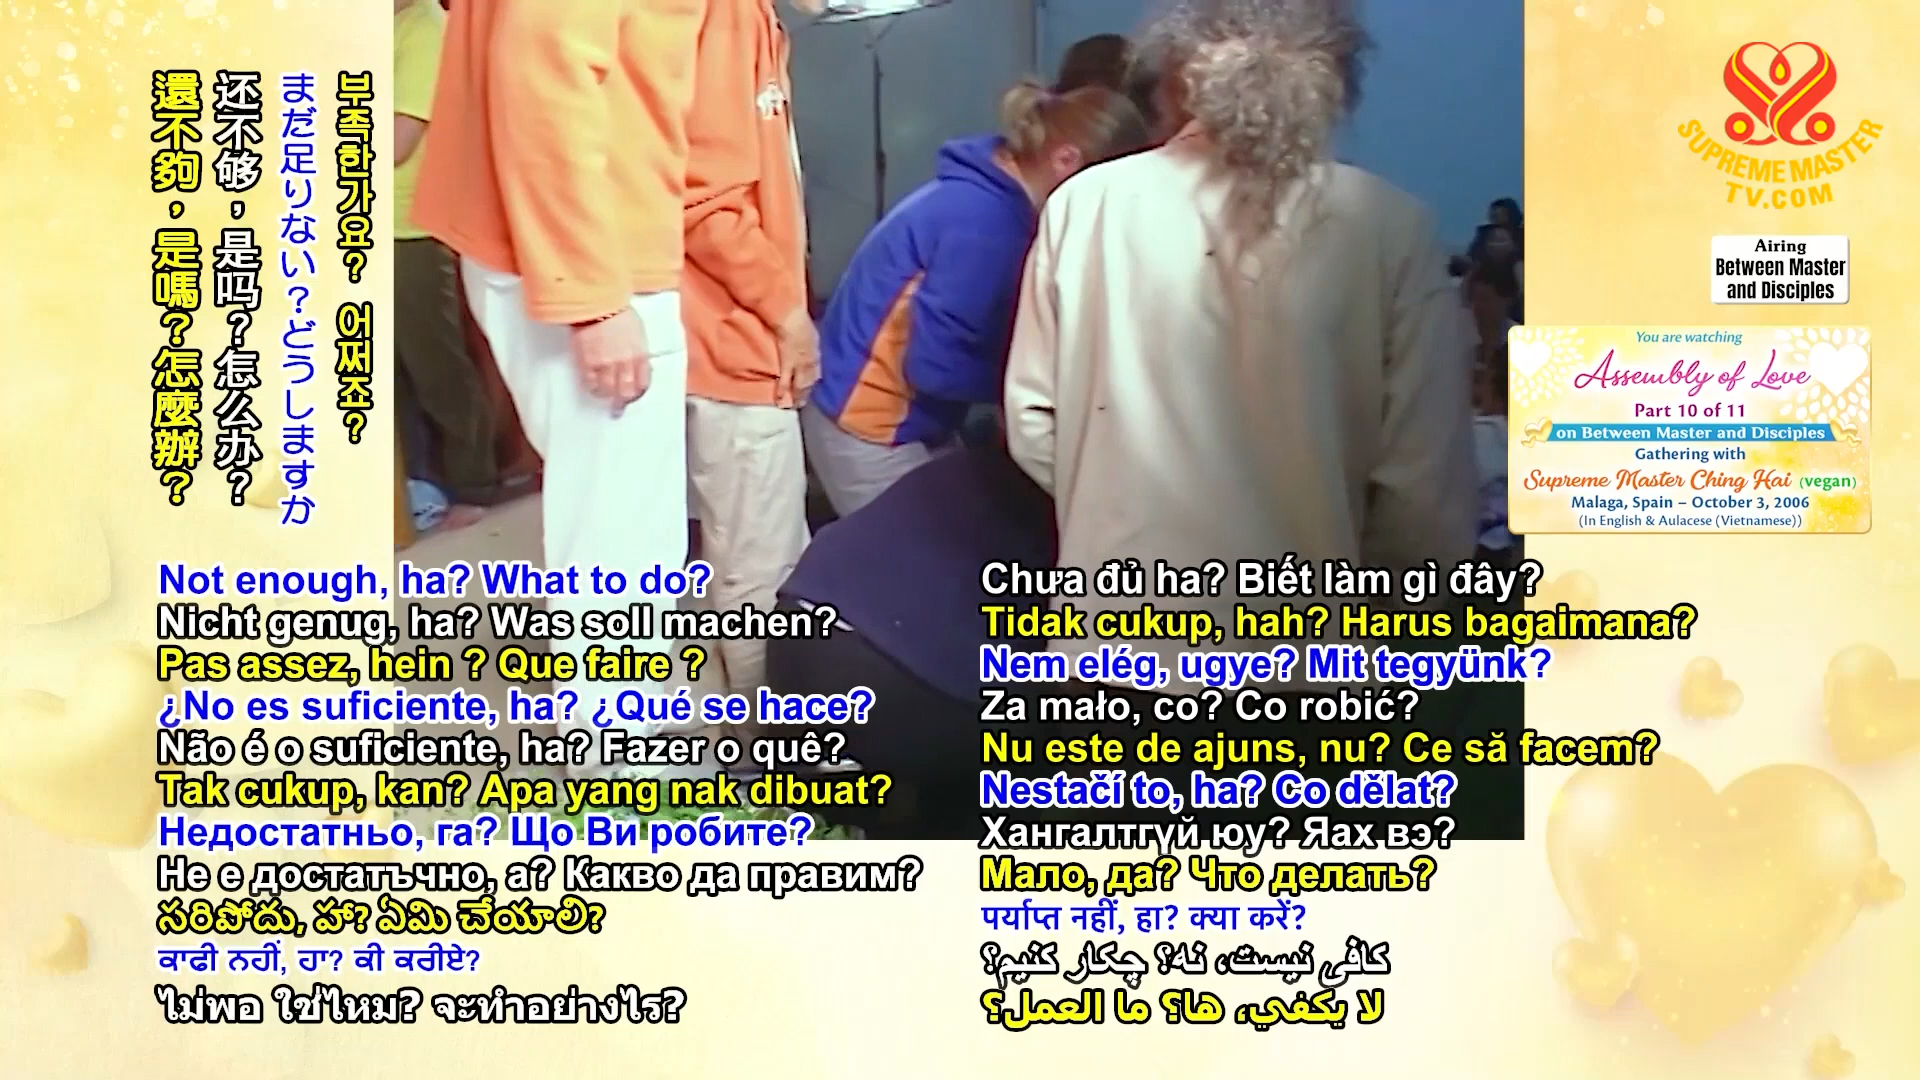 還不夠，是嗎？怎麼辦？
还不够，是吗？怎么办？
まだ足りない？どうしますか
부족한가요? 어쩌죠?
Not enough, ha? What to do?
Nicht genug, ha? Was soll machen?
Pas assez, hein ? Que faire ?
¿No es suficiente, ha? ¿Qué se hace?
Não é o suficiente, ha? Fazer o quê?
Tak cukup, kan? Apa yang nak dibuat?
Недостатньо, га? Що Ви робите?
Не е достатъчно, а? Какво да правим?
సరిపోదు, హా? ఏమి చేయాలి?
ਕਾਫੀ ਨਹੀਂ, ਹਾ? ਕੀ ਕਰੀਏ?
ไม่พอ ใช่ไหม? จะทำอย่างไร?
Chưa đủ ha? Biết làm gì đây?
Tidak cukup, hah? Harus bagaimana?
Nem elég, ugye? Mit tegyünk?
Za mało, co? Co robić?
Nu este de ajuns, nu? Ce să facem?
Nestačí to, ha? Co dělat?
Хангалтгүй юу? Яах вэ?
Мало, да? Что делать?
पर्याप्त नहीं, हा? क्या करें?
کافی نیست، نه؟ چکار کنیم؟
لا يكفي، ها؟ ما العمل؟
SUPREME MASTER
TV.COM
Airing
Between Master
and Disciples
You are watching
Assembly of Love
Part 10 of 11
on Between Master and Disciples
Gathering with
Supreme Master Ching Hai (vegan)
Malaga, Spain – October 3, 2006
(In English & Aulacese (Vietnamese))